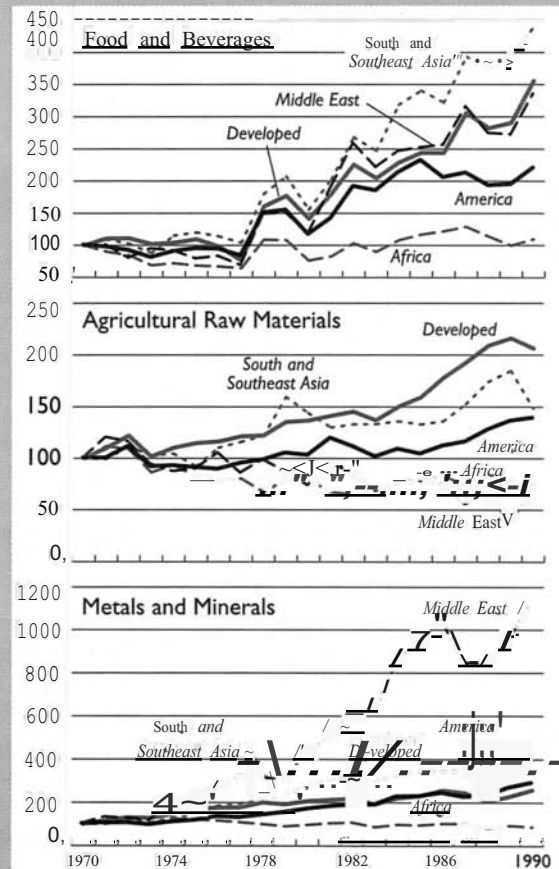 450
400
Food and Beverages
South and
Southeast Asia
350
300
Middle East
250
Developed
200
150
America
100
Africa
50
250
Agricultural Raw Materials
Developed
200
South and
Southeast Asia
150
America
100
Africa
50
Middle East
0
1200
Metals and Minerals
Middle East
1000
800
600
South and
America
Southeast Asia
Developed
400
200
Africa
0
1970 1974 1978 1982 1986 1990